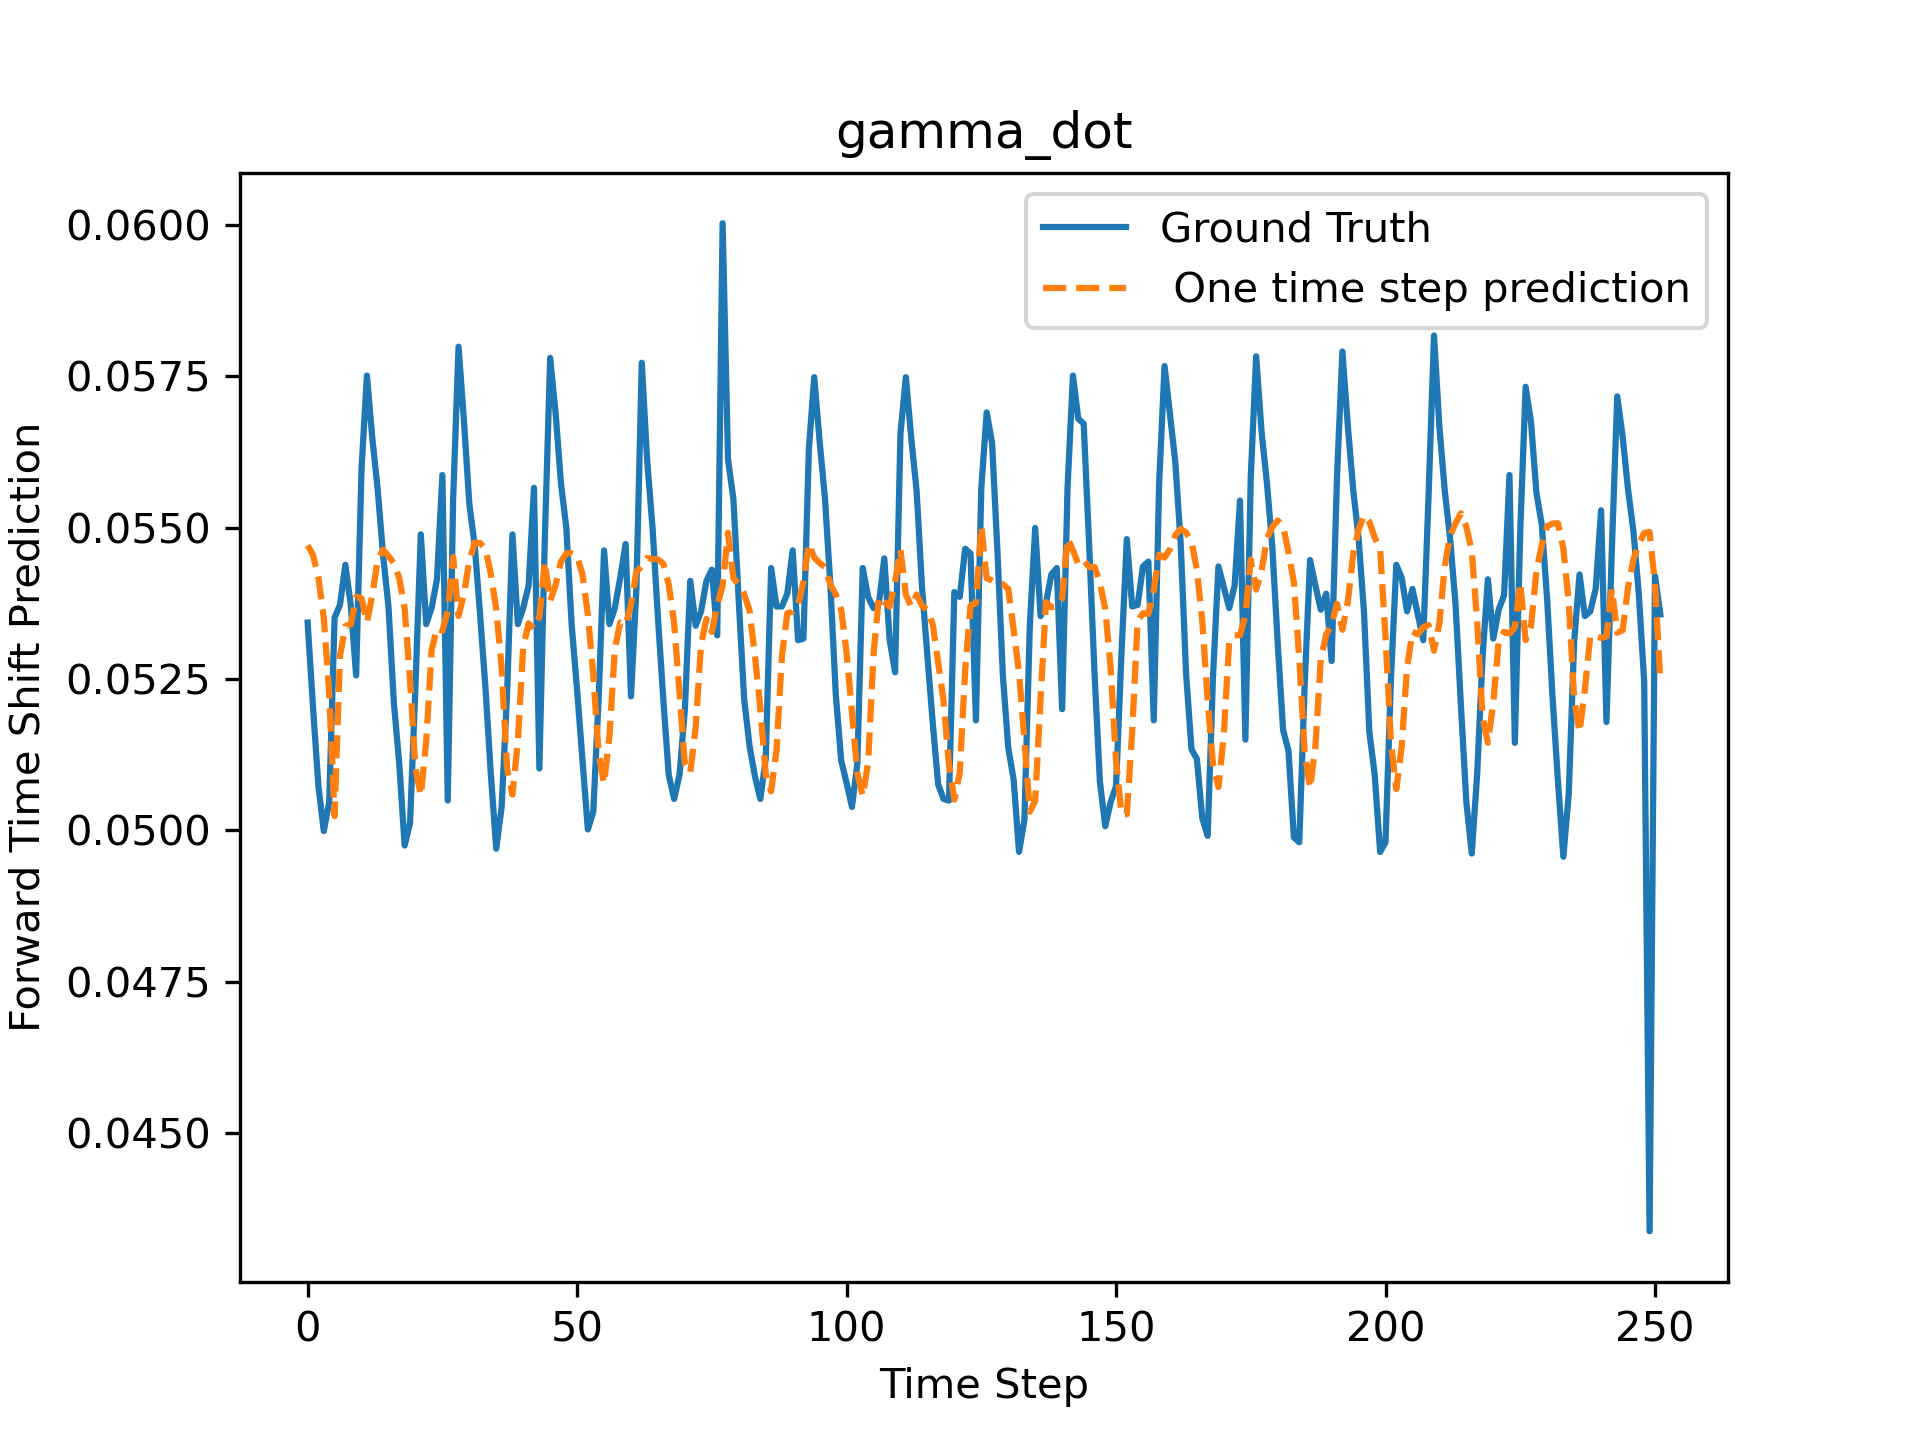 gamma_dot
Ground Truth
One time step prediction
Forward Time Shift Prediction
0.0600
0.0575
0.0550
0.0525
0.0500
0.0475
0.0450
0
50
100
150
200
250
Time Step